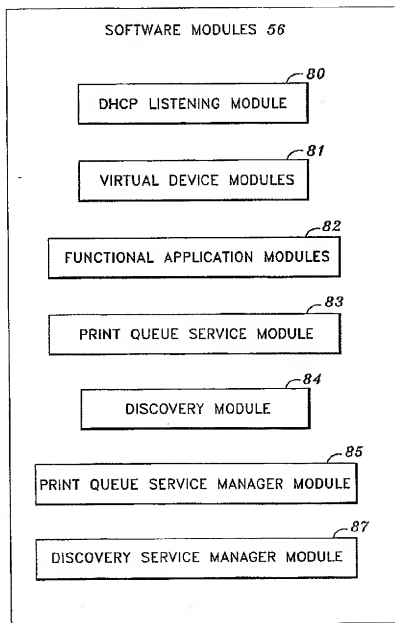 SOFTWARE MODULES 56
80
DHCP LISTENING MODULE
81
VIRTUAL DEVICE MODULES
82
FUNCTIONAL APPLICATION MODULES
83
PRINT QUEUE SERVICE MODULE
84
DISCOVERY MODULE
85
PRINT QUEUE SERVICE MANAGER MODULE
87
DISCOVERY SERVICE MANAGER MODULE